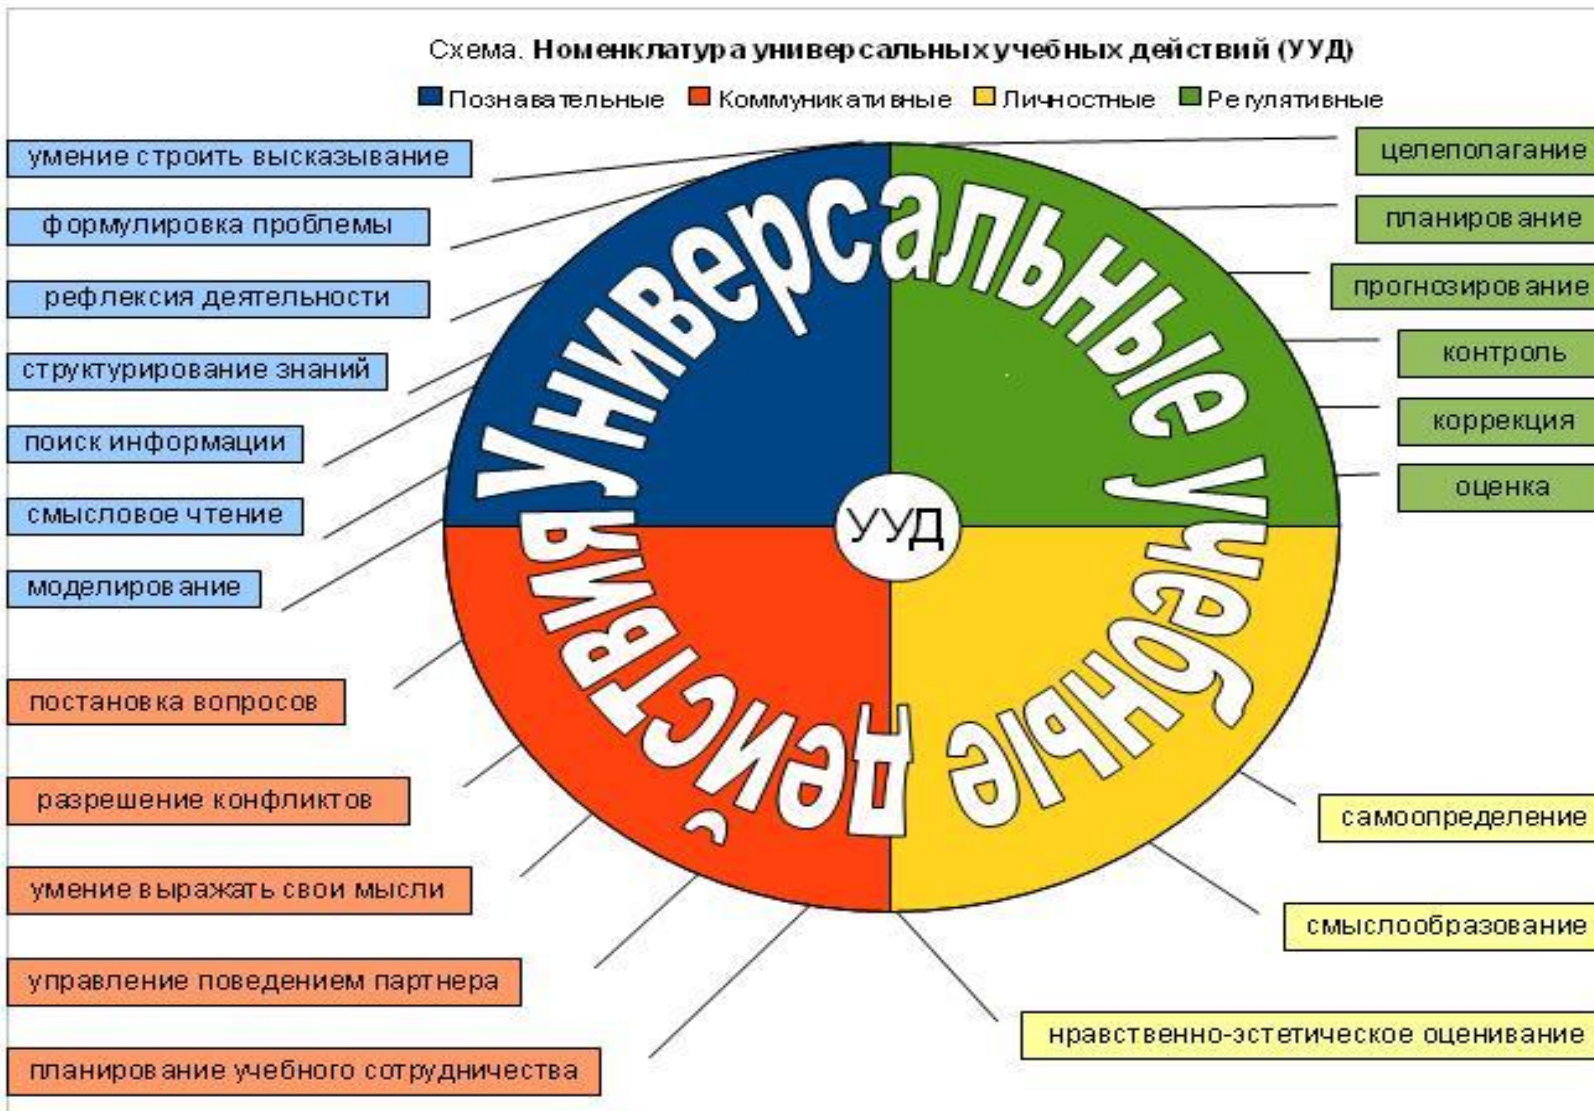 Схема. Номенклатура универсальных учебных действий (УУД)
Познавательные Коммуникативные Личностные Регулятивные
умение строить высказывание
формулировка проблемы
рефлексия деятельности
структурирование знаний
поиск информации
смысловое чтение
моделирование
постановка вопросов
разрешение конфликтов
умение выражать свои мысли
управление поведением партнера
планирование учебного сотрудничества
Универсальные учебные действия
УУД
целеполагание
планирование
прогнозирование
контроль
коррекция
оценка
самоопределение
смыслообразование
нравственно-эстетическое оценивание